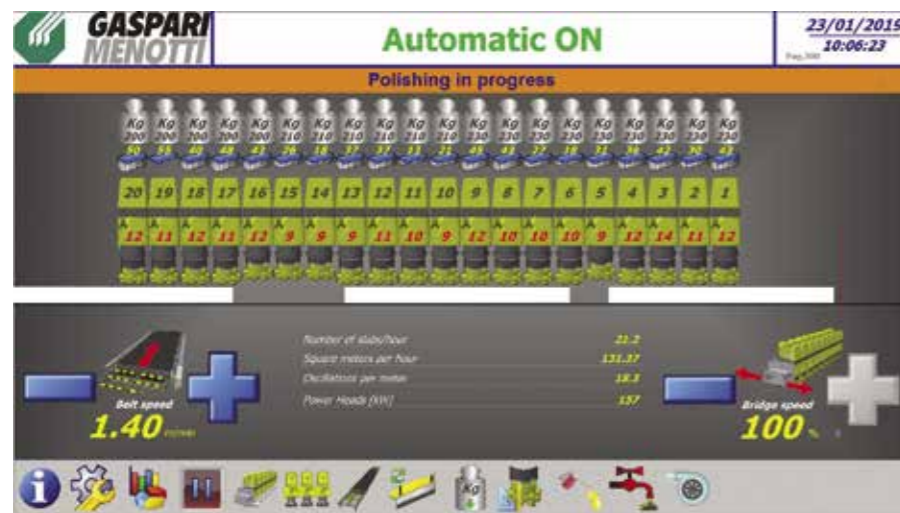 GASPARI
MENOTTI
Automatic ON
23/01/2019
10:06:23
Polishing in progress
Kg Kg Kg Kg Kg Kg Kg Kg Kg Kg Kg Kg Kg Kg Kg Kg Kg Kg Kg Kg
200 200 200 200 200 210 210 210 210 210 210 230 230 230 230 230 230 230 230 230
20 19 18 17 16 15 14 13 12 11 10 9 8 7 6 5 4 3 2 1
A A A A A A A A A A A A A A A A A A A A
12 11 12 11 12 9 9 9 11 10 9 12 10 10 10 9 12 14 11 12
Number of slabs/hour 21.2
Square meters per hour 131.37
Oscillations per meter 18.3
Power Heads [KW] 157
Belt speed
1.40 mt/min
Bridge speed
100 %
Kg